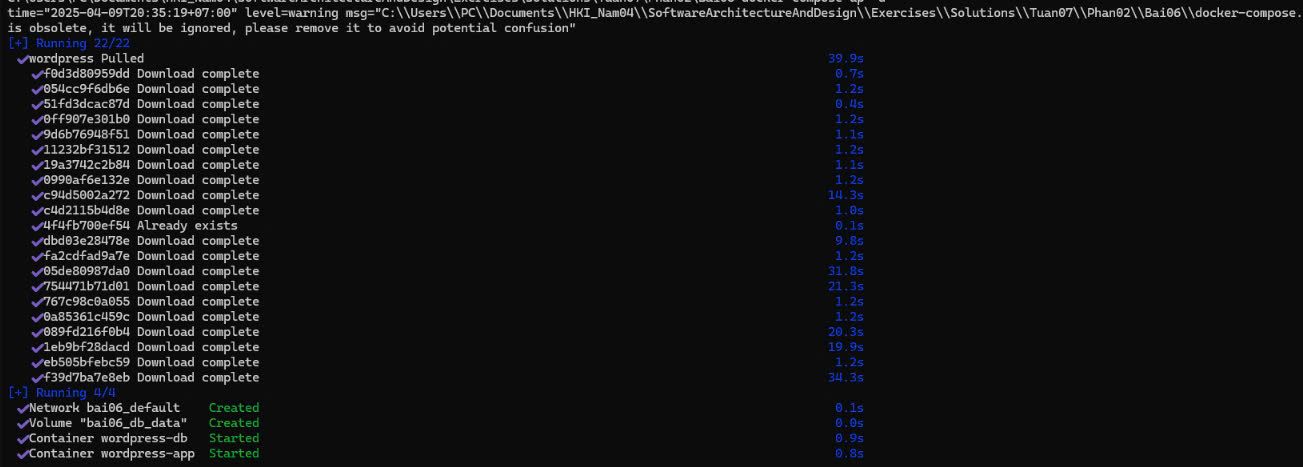 time="2025-04-09T20:35:19+07:00" level=warning msg="C:\\Users\\PC\\Documents\\HKI_Nam04\\SoftwareArchitectureAndDesign\\Exercises\\Solutions\\Tuan07\\Phan02\\Bai06\\docker-compose.
is obsolete, it will be ignored, please remove it to avoid potential confusion"
[+] Running 22/22
✔wordpress Pulled 39.9s
✔f0d3d80959dd Download complete 0.7s
✔054cc9f6db6e Download complete 1.2s
✔51fd3dcac87d Download complete 0.4s
✔0ff907e301b0 Download complete 1.2s
✔9d6b76948f51 Download complete 1.1s
✔11232bf31512 Download complete 1.2s
✔19a3742c2b84 Download complete 1.1s
✔0990af6e132e Download complete 1.2s
✔c94d5002a272 Download complete 14.3s
✔c4d2115b4d8e Download complete 1.0s
✔4f4fb700ef54 Already exists 0.1s
✔dbd03e28478e Download complete 9.8s
✔fa2cdfad9a7e Download complete 1.2s
✔05de80987da0 Download complete 31.8s
✔754471b71d01 Download complete 21.3s
✔767c98c0a055 Download complete 1.2s
✔0a85361c459c Download complete 1.2s
✔089fd216f0b4 Download complete 20.3s
✔1eb9bf28dacd Download complete 19.9s
✔eb505bfebc59 Download complete 1.2s
✔f39d7ba7e8eb Download complete 34.3s
[+] Running 4/4
✔Network bai06_default Created 0.1s
✔Volume "bai06_db_data" Created 0.0s
✔Container wordpress-db Started 0.9s
✔Container wordpress-app Started 0.8s